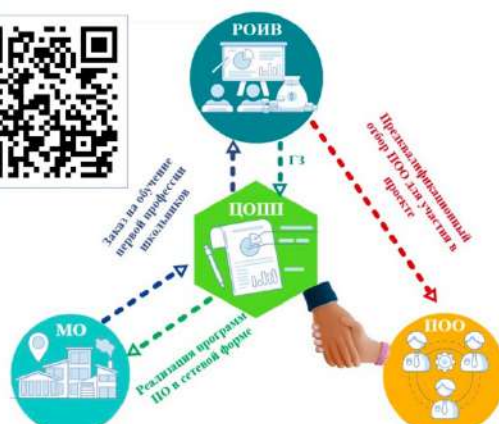 РОИВ
Заказ на обучение
первой профессии
школьников
ГЗ
Предквалификационный
отбор ПОО для участия в
проекте
ЦОПП
МО
Реализация программ
ПО в сетевой форме
ПОО